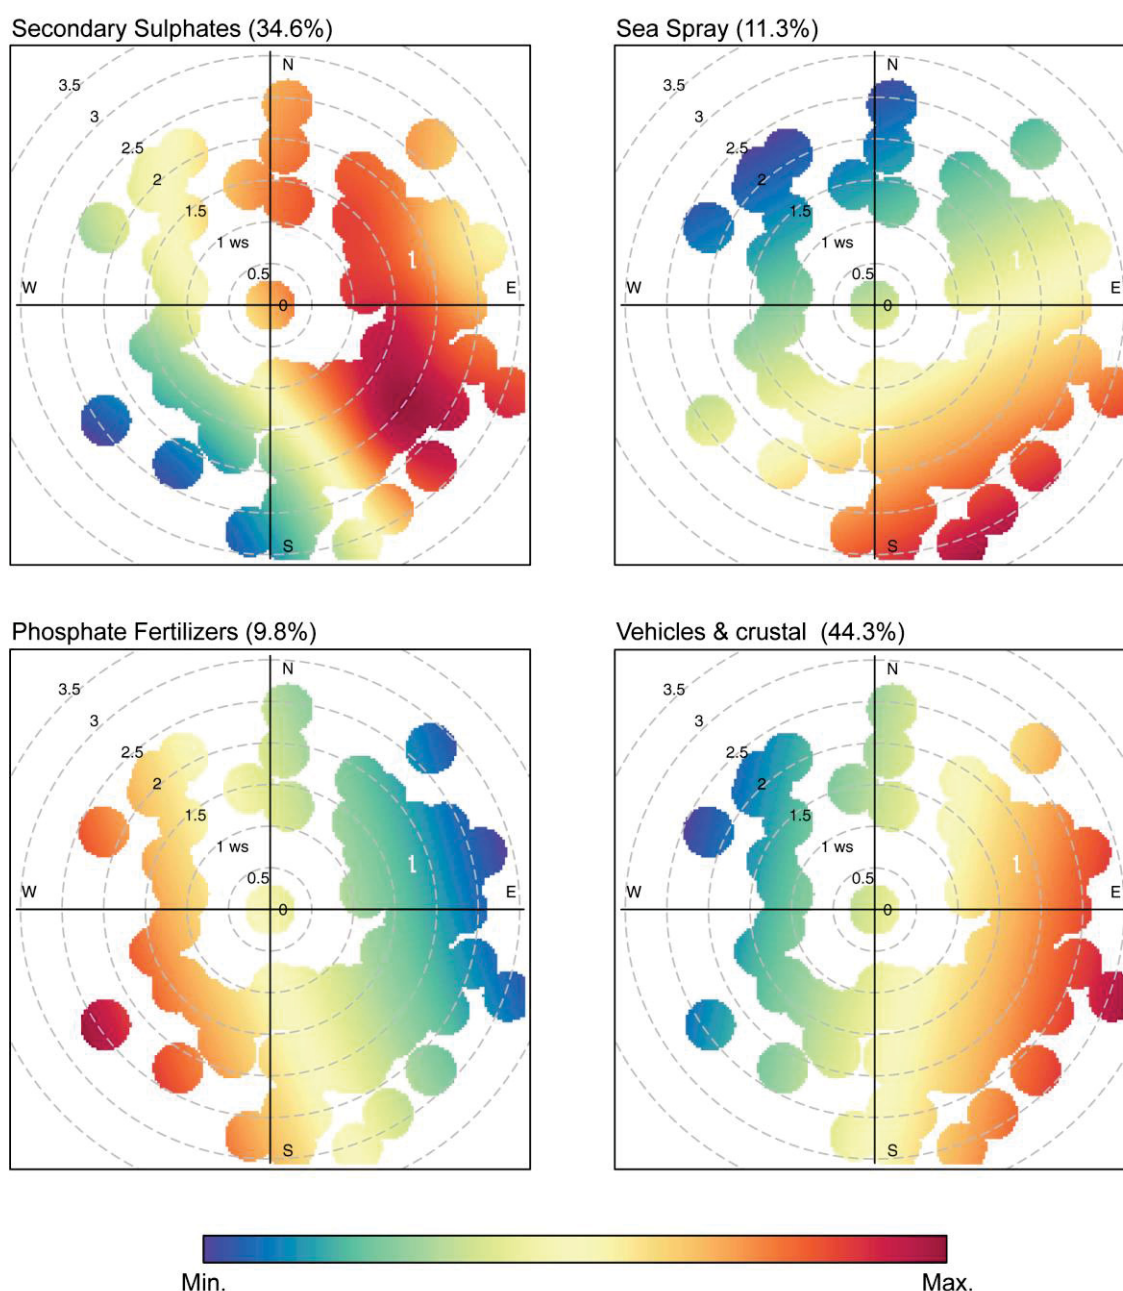 Secondary Sulphates (34.6%)
N
3.5
3
2.5
2
1.5
1 ws
0.5
0
W
E
S
1
Sea Spray (11.3%)
N
3.5
3
2.5
2
1.5
1 ws
0.5
0
W
E
S
1
Phosphate Fertilizers (9.8%)
N
3.5
3
2.5
2
1.5
1 ws
0.5
0
W
E
S
1
Vehicles & crustal (44.3%)
N
3.5
3
2.5
2
1.5
1 ws
0.5
0
W
E
S
1
Min.
Max.